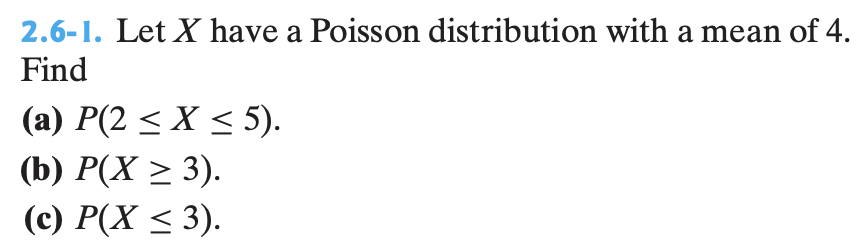 2.6-1. Let X have a Poisson distribution with a mean of 4.
Find
(a) P(2 ≤ X ≤ 5).
(b) P(X ≥ 3).
(c) P(X ≤ 3).